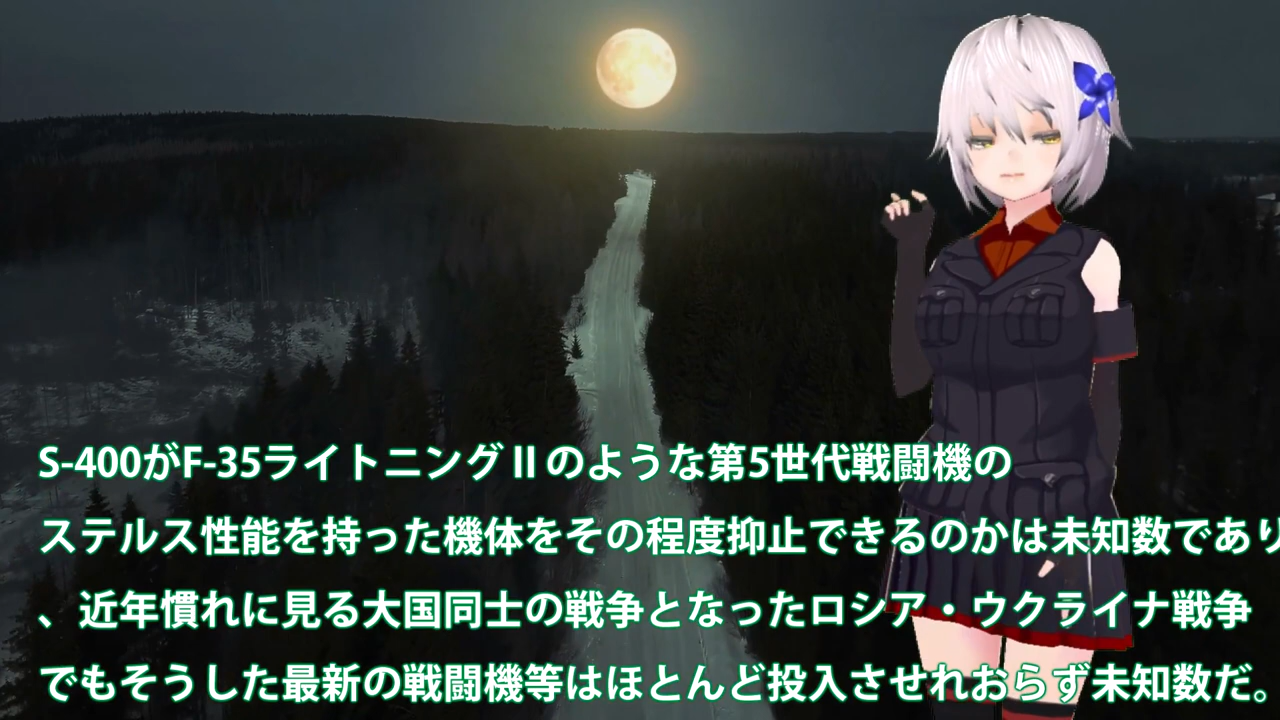 S-400がF-35ライトニングⅡのような第5世代戦闘機の
ステルス性能を持った機体をその程度抑止できるのかは未知数であり
、近年慣れに見る大国同士の戦争となったロシア・ウクライナ戦争
でもそうした最新の戦闘機等はほとんど投入させれおらず未知数だ。